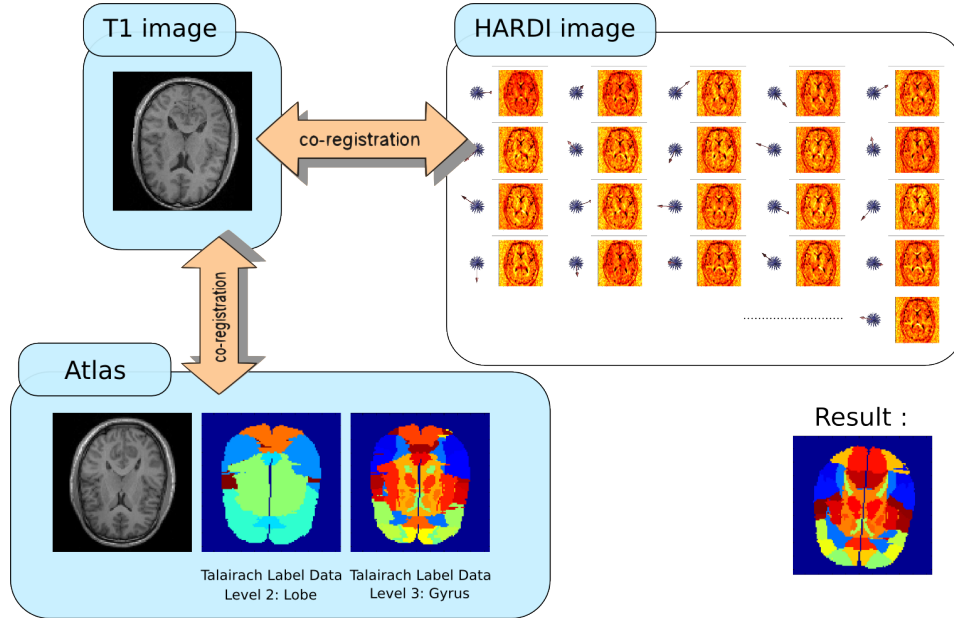 T1 image
HARDI image
co-registration
co-registration
Atlas
Talairach Label Data
Level 2: Lobe
Talairach Label Data
Level 3: Gyrus
Result :